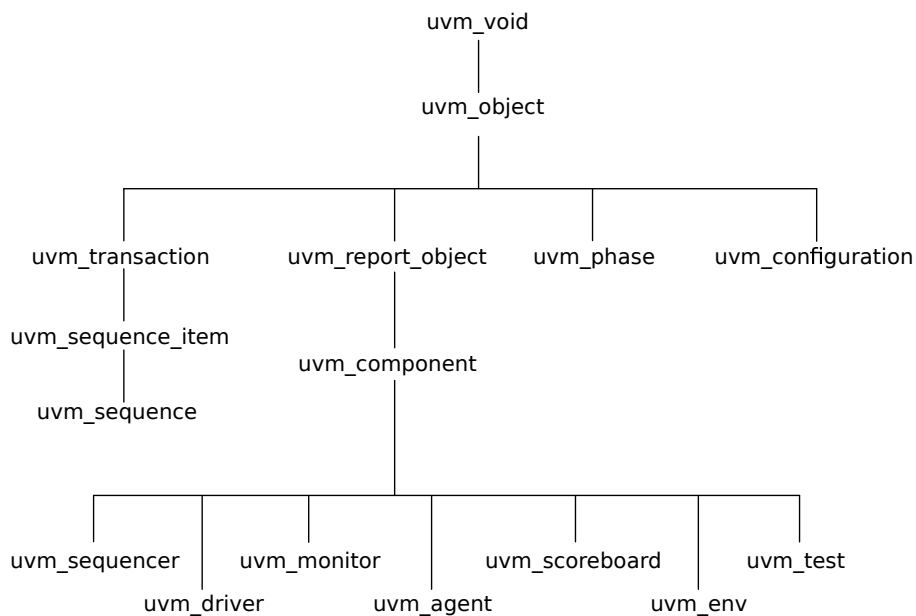 uvm_void
uvm_object
uvm_transaction uvm_report_object uvm_phase uvm_configuration
uvm_sequence_item
uvm_component
uvm_sequence
uvm_sequencer uvm_monitor uvm_scoreboard uvm_test
uvm_driver uvm_agent uvm_env